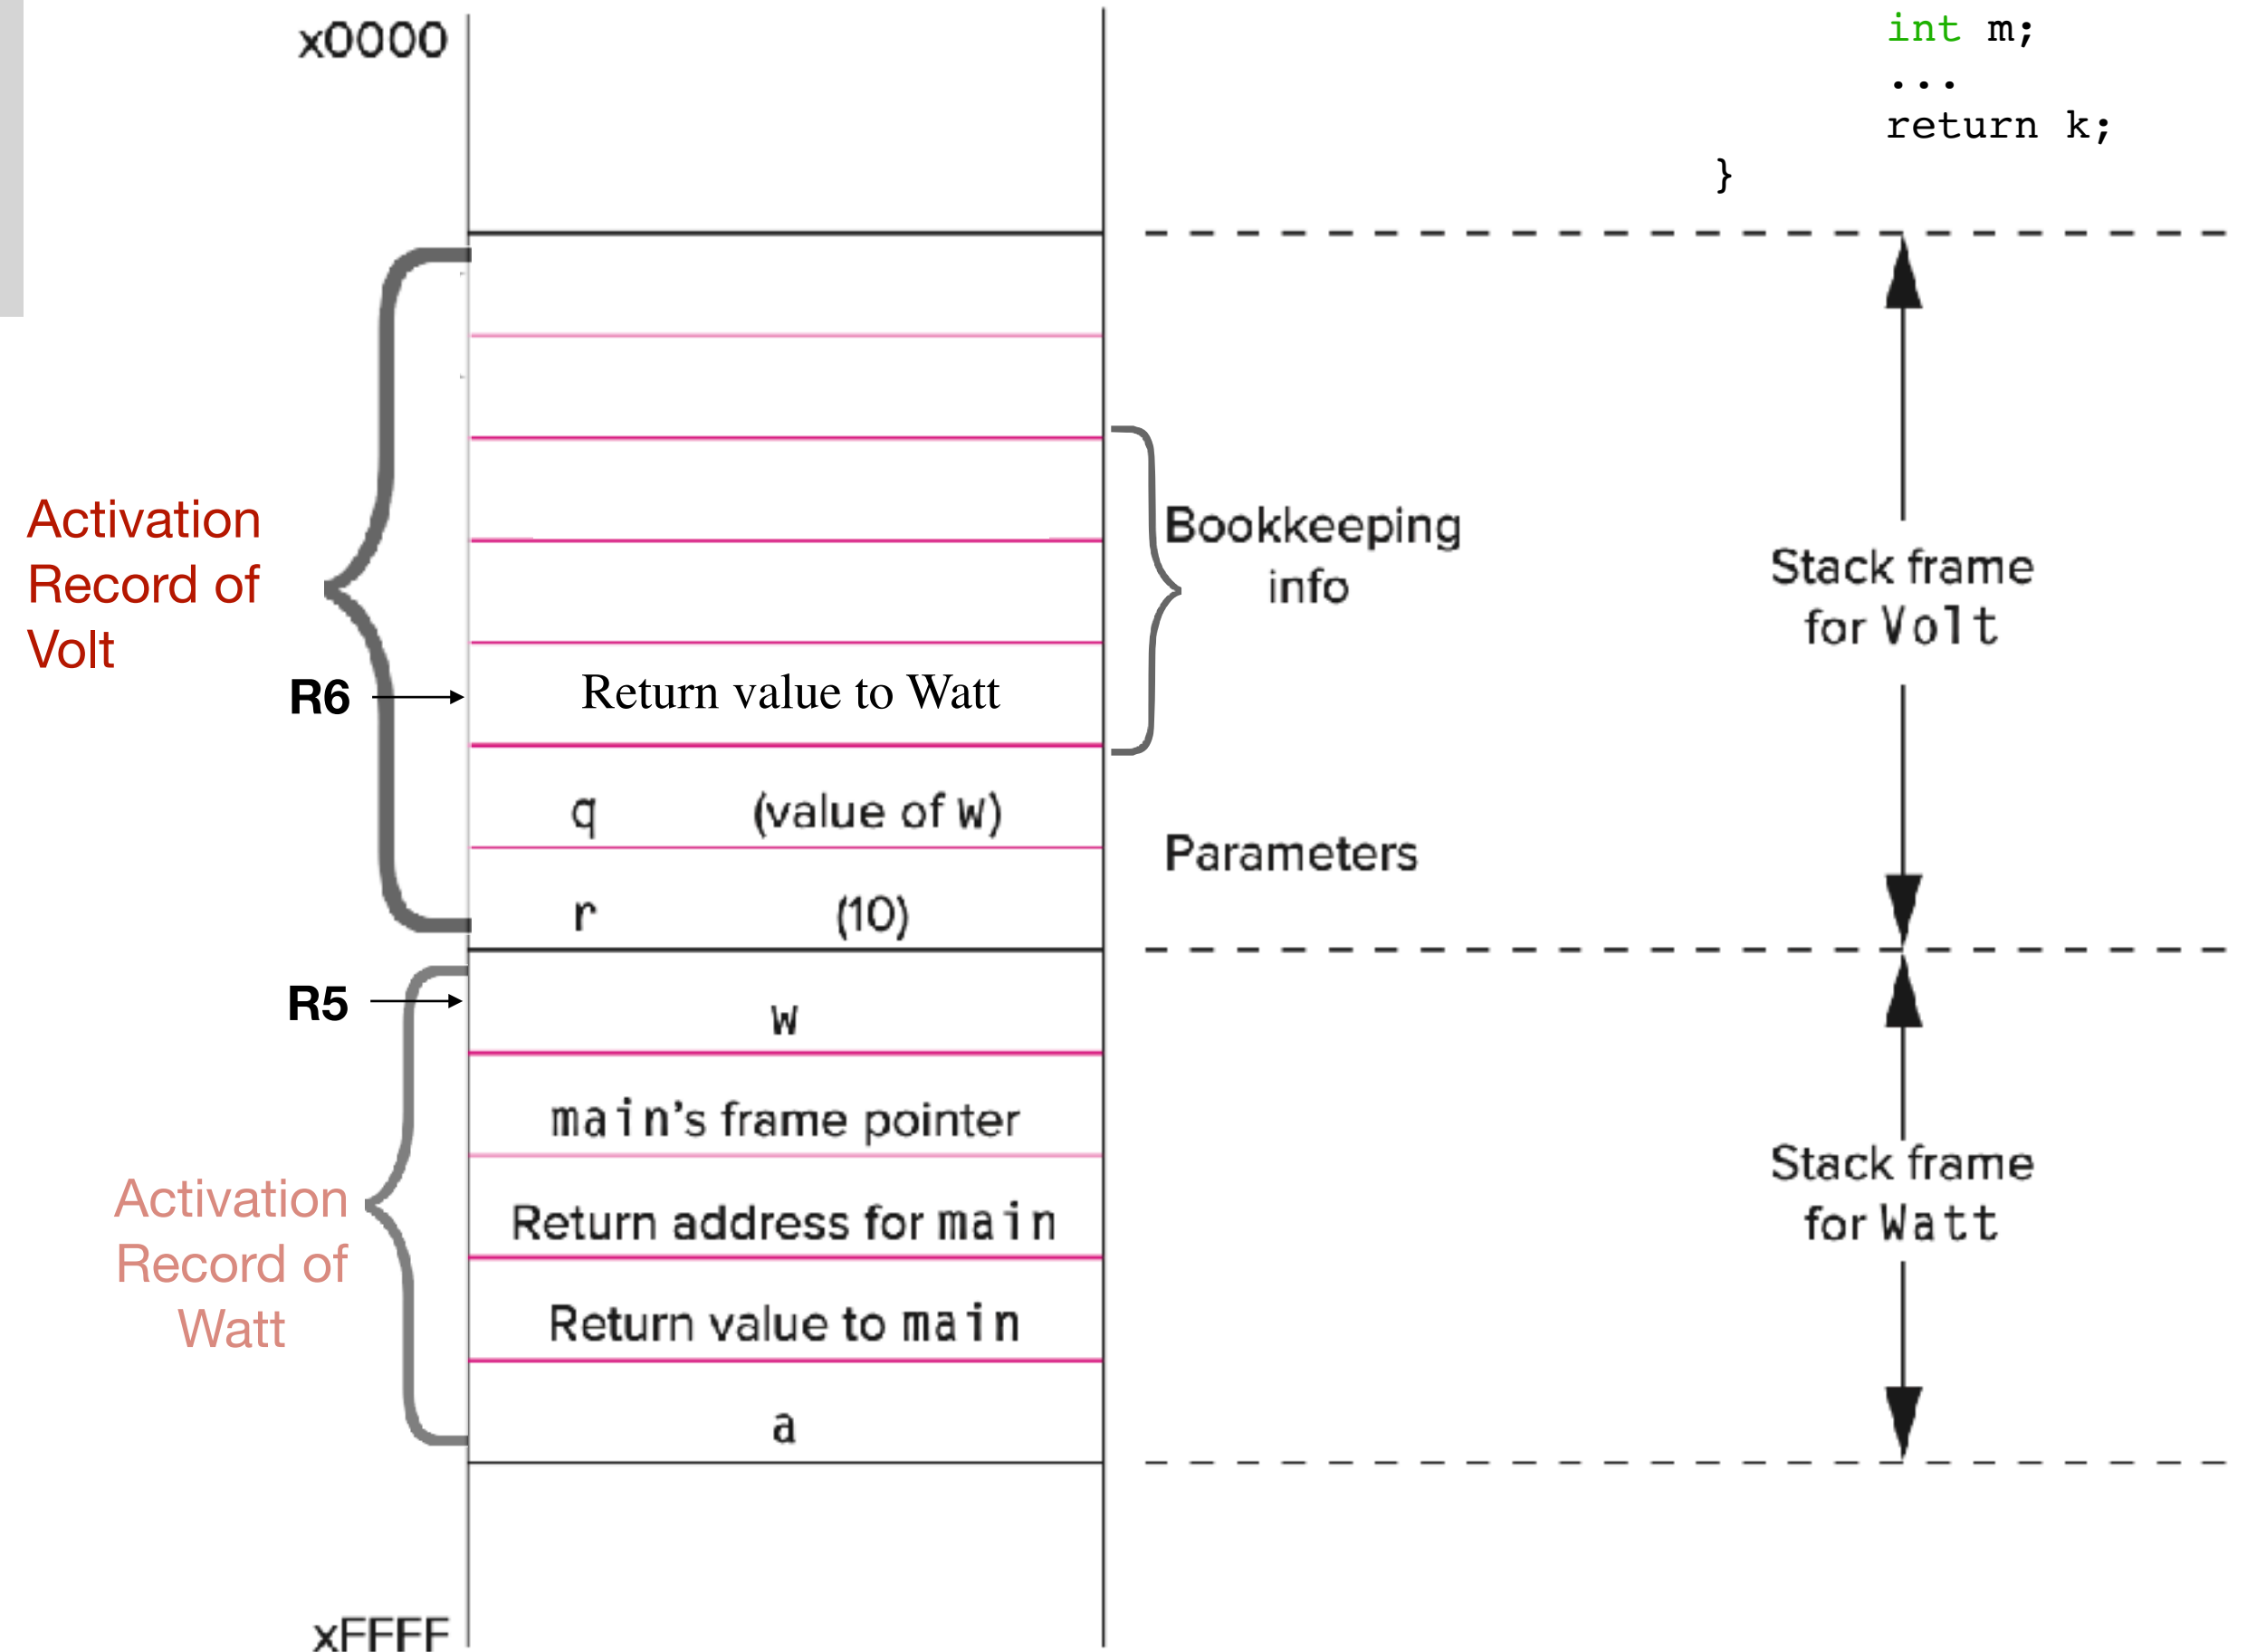 x0000
int m;
...
return k;
}
Activation
Record of
Volt
Bookkeeping
info
Stack frame
for Volt
R6
Return value to Watt
q (value of w)
Parameters
r (10)
R5
w
main's frame pointer
Activation
Record of
Watt
Return address for main
Stack frame
for Watt
Return value to main
a
xFFFF